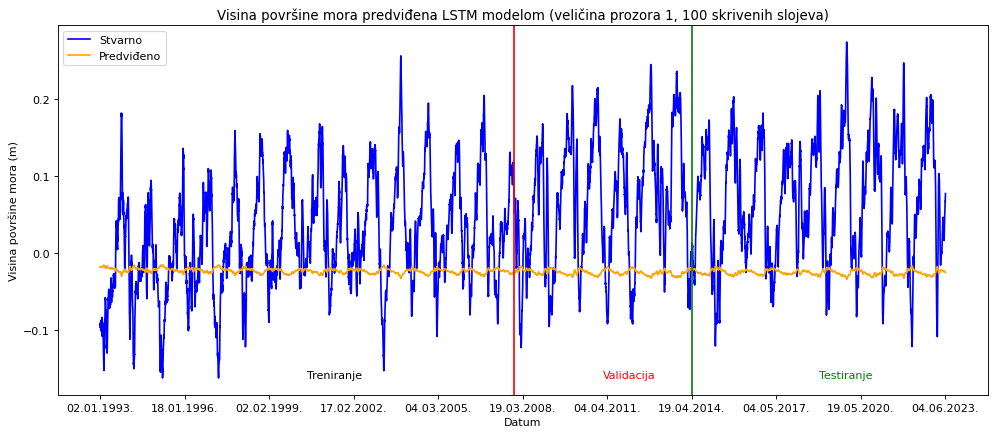 Visina površine mora predviđena LSTM modelom (veličina prozora 1, 100 skrivenih slojeva)
Stvarno
Predviđeno
Visina površine mora (m)
0.2
0.1
0.0
−0.1
Treniranje
Validacija
Testiranje
02.01.1993. 18.01.1996. 02.02.1999. 17.02.2002. 04.03.2005. 19.03.2008. 04.04.2011. 19.04.2014. 04.05.2017. 19.05.2020. 04.06.2023.
Datum